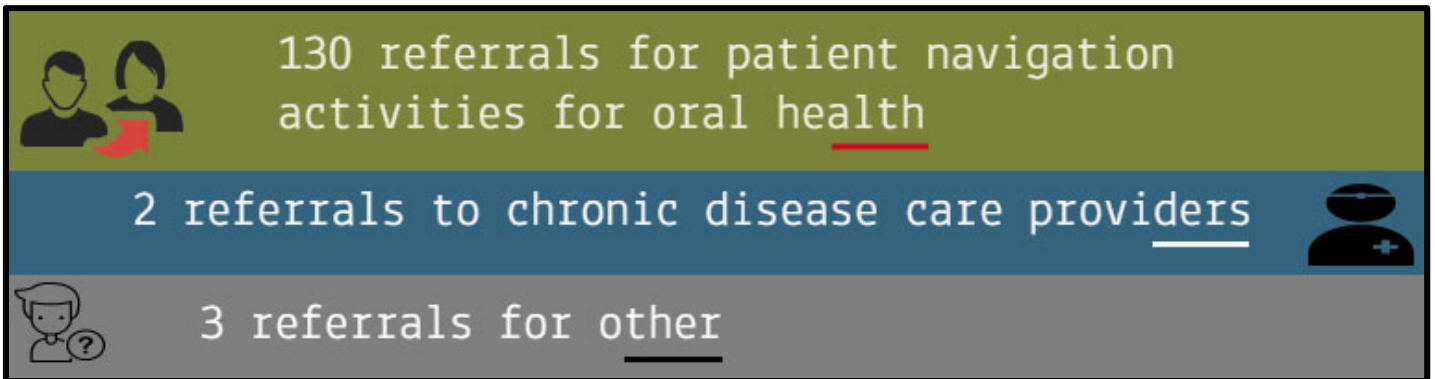 130 referrals for patient navigation
activities for oral health
2 referrals to chronic disease care providers
3 referrals for other
?